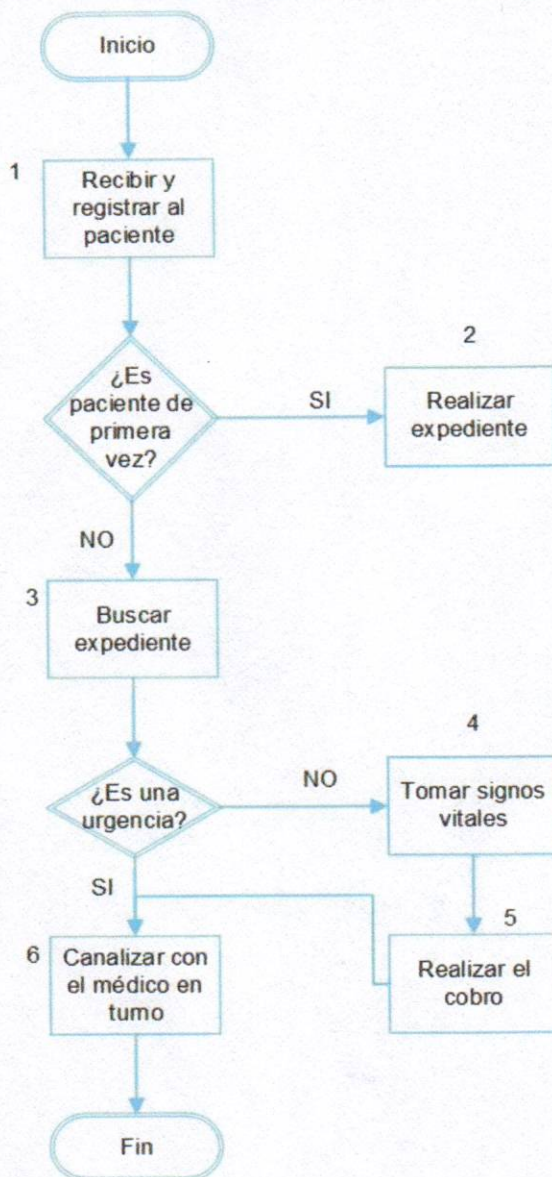 Inicio
1
Recibir y
registrar al
paciente
¿Es
paciente de
primera
vez?
SI
2
Realizar
expediente
NO
3
Buscar
expediente
¿Es una
urgencia?
NO
4
Tomar signos
vitales
SI
5
Realizar el
cobro
6
Canalizar con
el médico en
turno
Fin